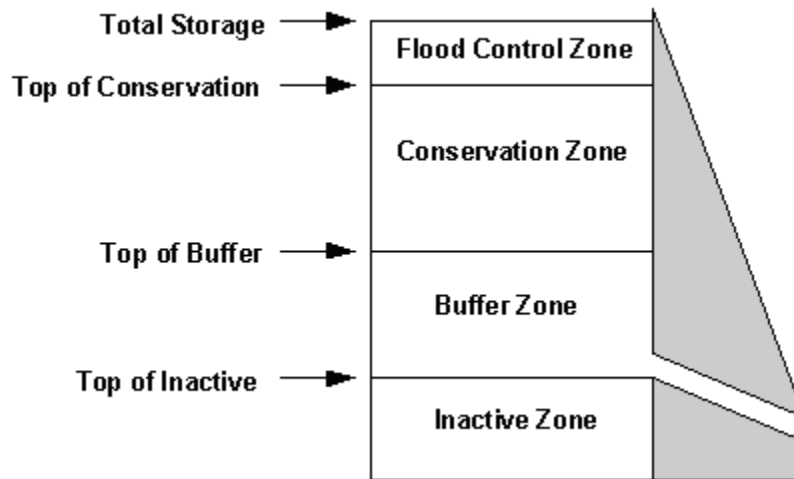 Total Storage
Flood Control Zone
Top of Conservation
Conservation Zone
Top of Buffer
Buffer Zone
Top of Inactive
Inactive Zone